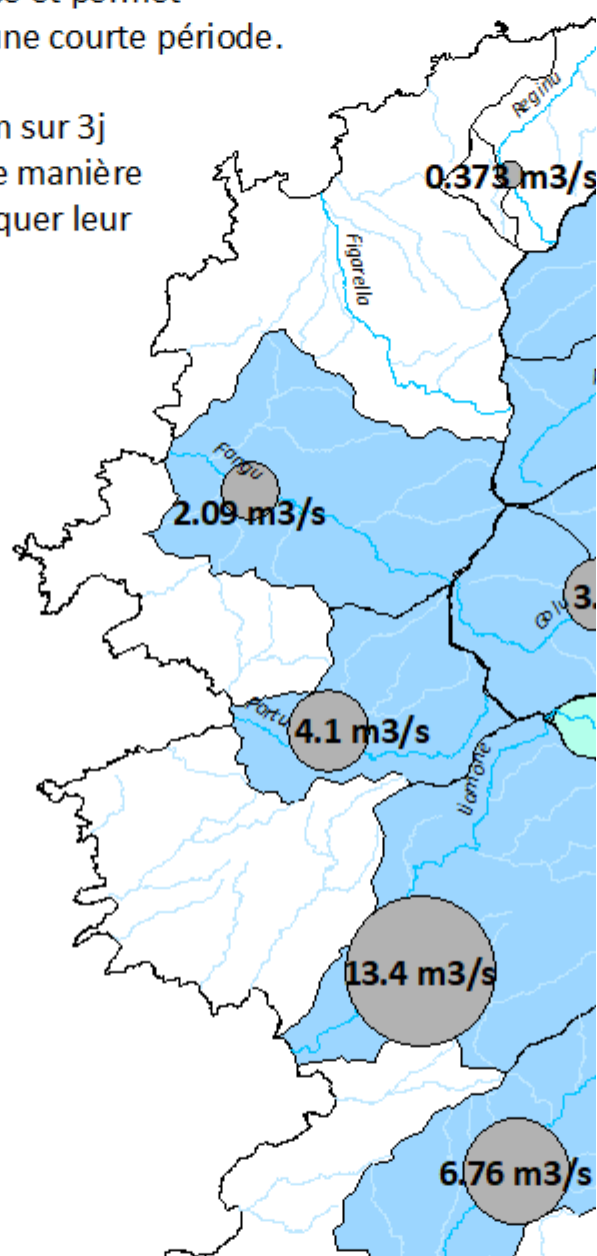 une courte période.
n sur 3j
e manière
quer leur
Reginu
0.373 m3/s
Figarella
Fangu
2.09 m3/s
Golu
3.
Portu
4.1 m3/s
Liamone
13.4 m3/s
6.76 m3/s